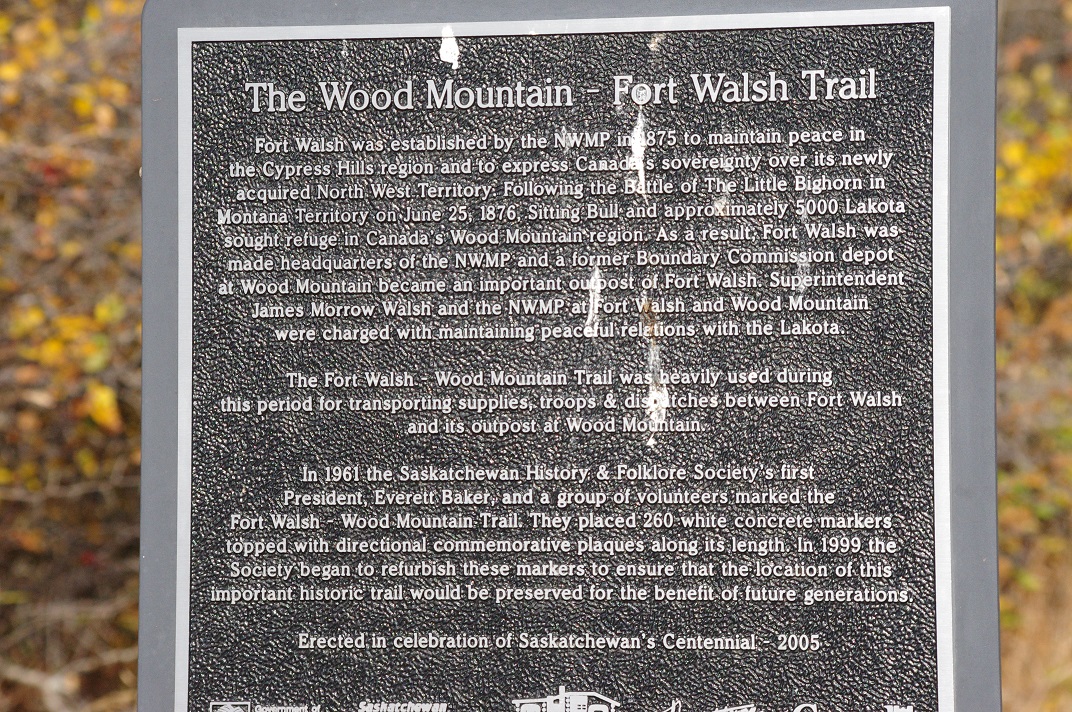 The Wood Mountain - Fort Walsh Trail
Fort Walsh was established by the NWMP in 1875 to maintain peace in
the Cypress Hills region and to express Canada's sovereignty over its newly
acquired North West Territory. Following the Battle of The Little Bighorn in
Montana Territory on June 25, 1876, Sitting Bull and approximately 5000 Lakota
sought refuge in Canada's Wood Mountain region. As a result, Fort Walsh was
made headquarters of the NWMP and a former Boundary Commission depot
at Wood Mountain became an important outpost of Fort Walsh. Superintendent
James Morrow Walsh and the NWMP at Fort Walsh and Wood Mountain
were charged with maintaining peaceful relations with the Lakota.
The Fort Walsh - Wood Mountain Trail was heavily used during
this period for transporting supplies, troops & dispatches between Fort Walsh
and its outpost at Wood Mountain.
In 1961 the Saskatchewan History & Folklore Society's first
President, Everett Baker, and a group of volunteers marked the
Fort Walsh - Wood Mountain Trail. They placed 260 white concrete markers
topped with directional commemorative plaques along its length. In 1999 the
Society began to refurbish these markers to ensure that the location of this
important historic trail would be preserved for the benefit of future generations.
Erected in celebration of Saskatchewan's Centennial - 2005
Government of Saskatchewan